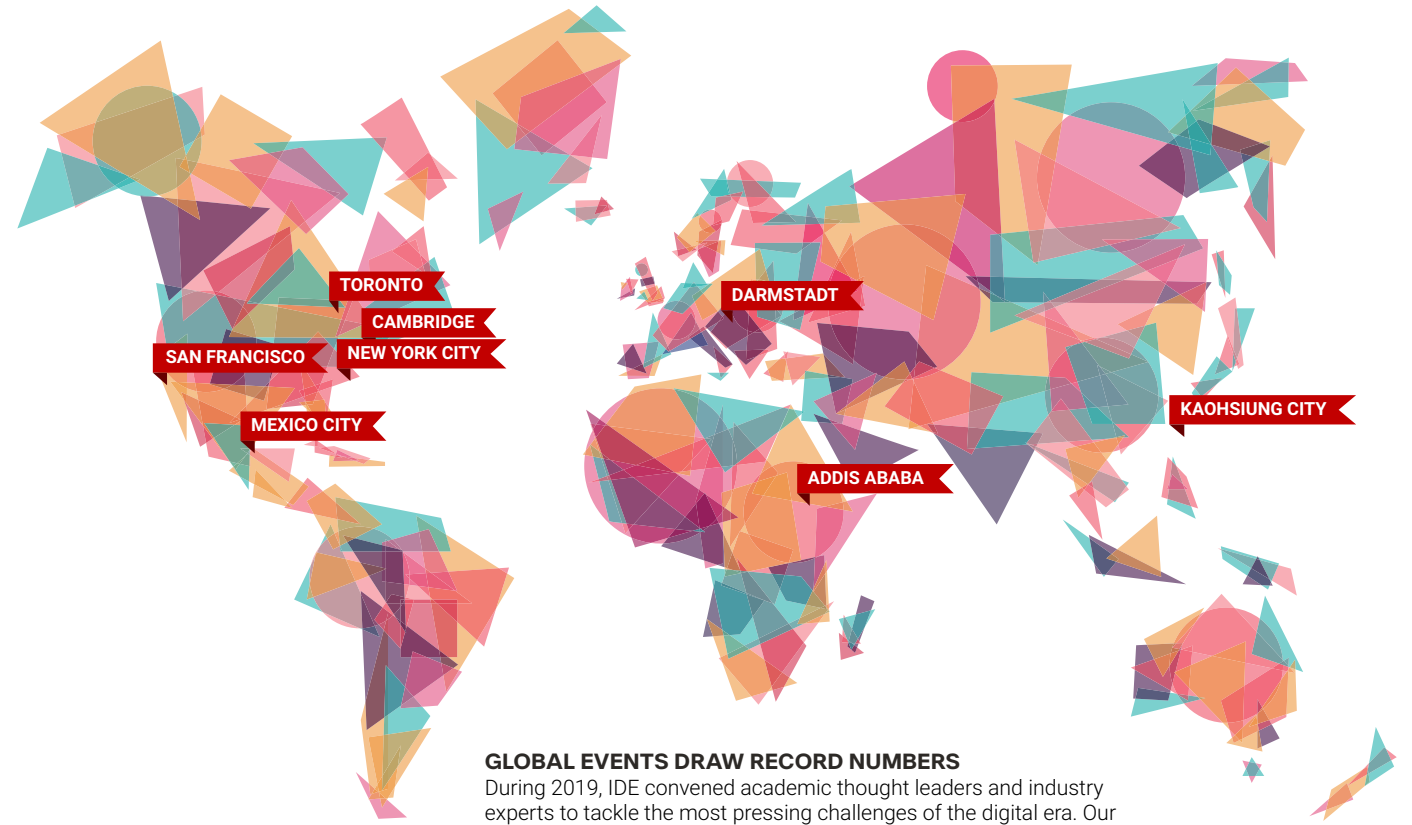 TORONTO
CAMBRIDGE
SAN FRANCISCO
NEW YORK CITY
MEXICO CITY
DARMSTADT
KAOHSIUNG CITY
ADDIS ABABA
GLOBAL EVENTS DRAW RECORD NUMBERS
During 2019, IDE convened academic thought leaders and industry
experts to tackle the most pressing challenges of the digital era. Our